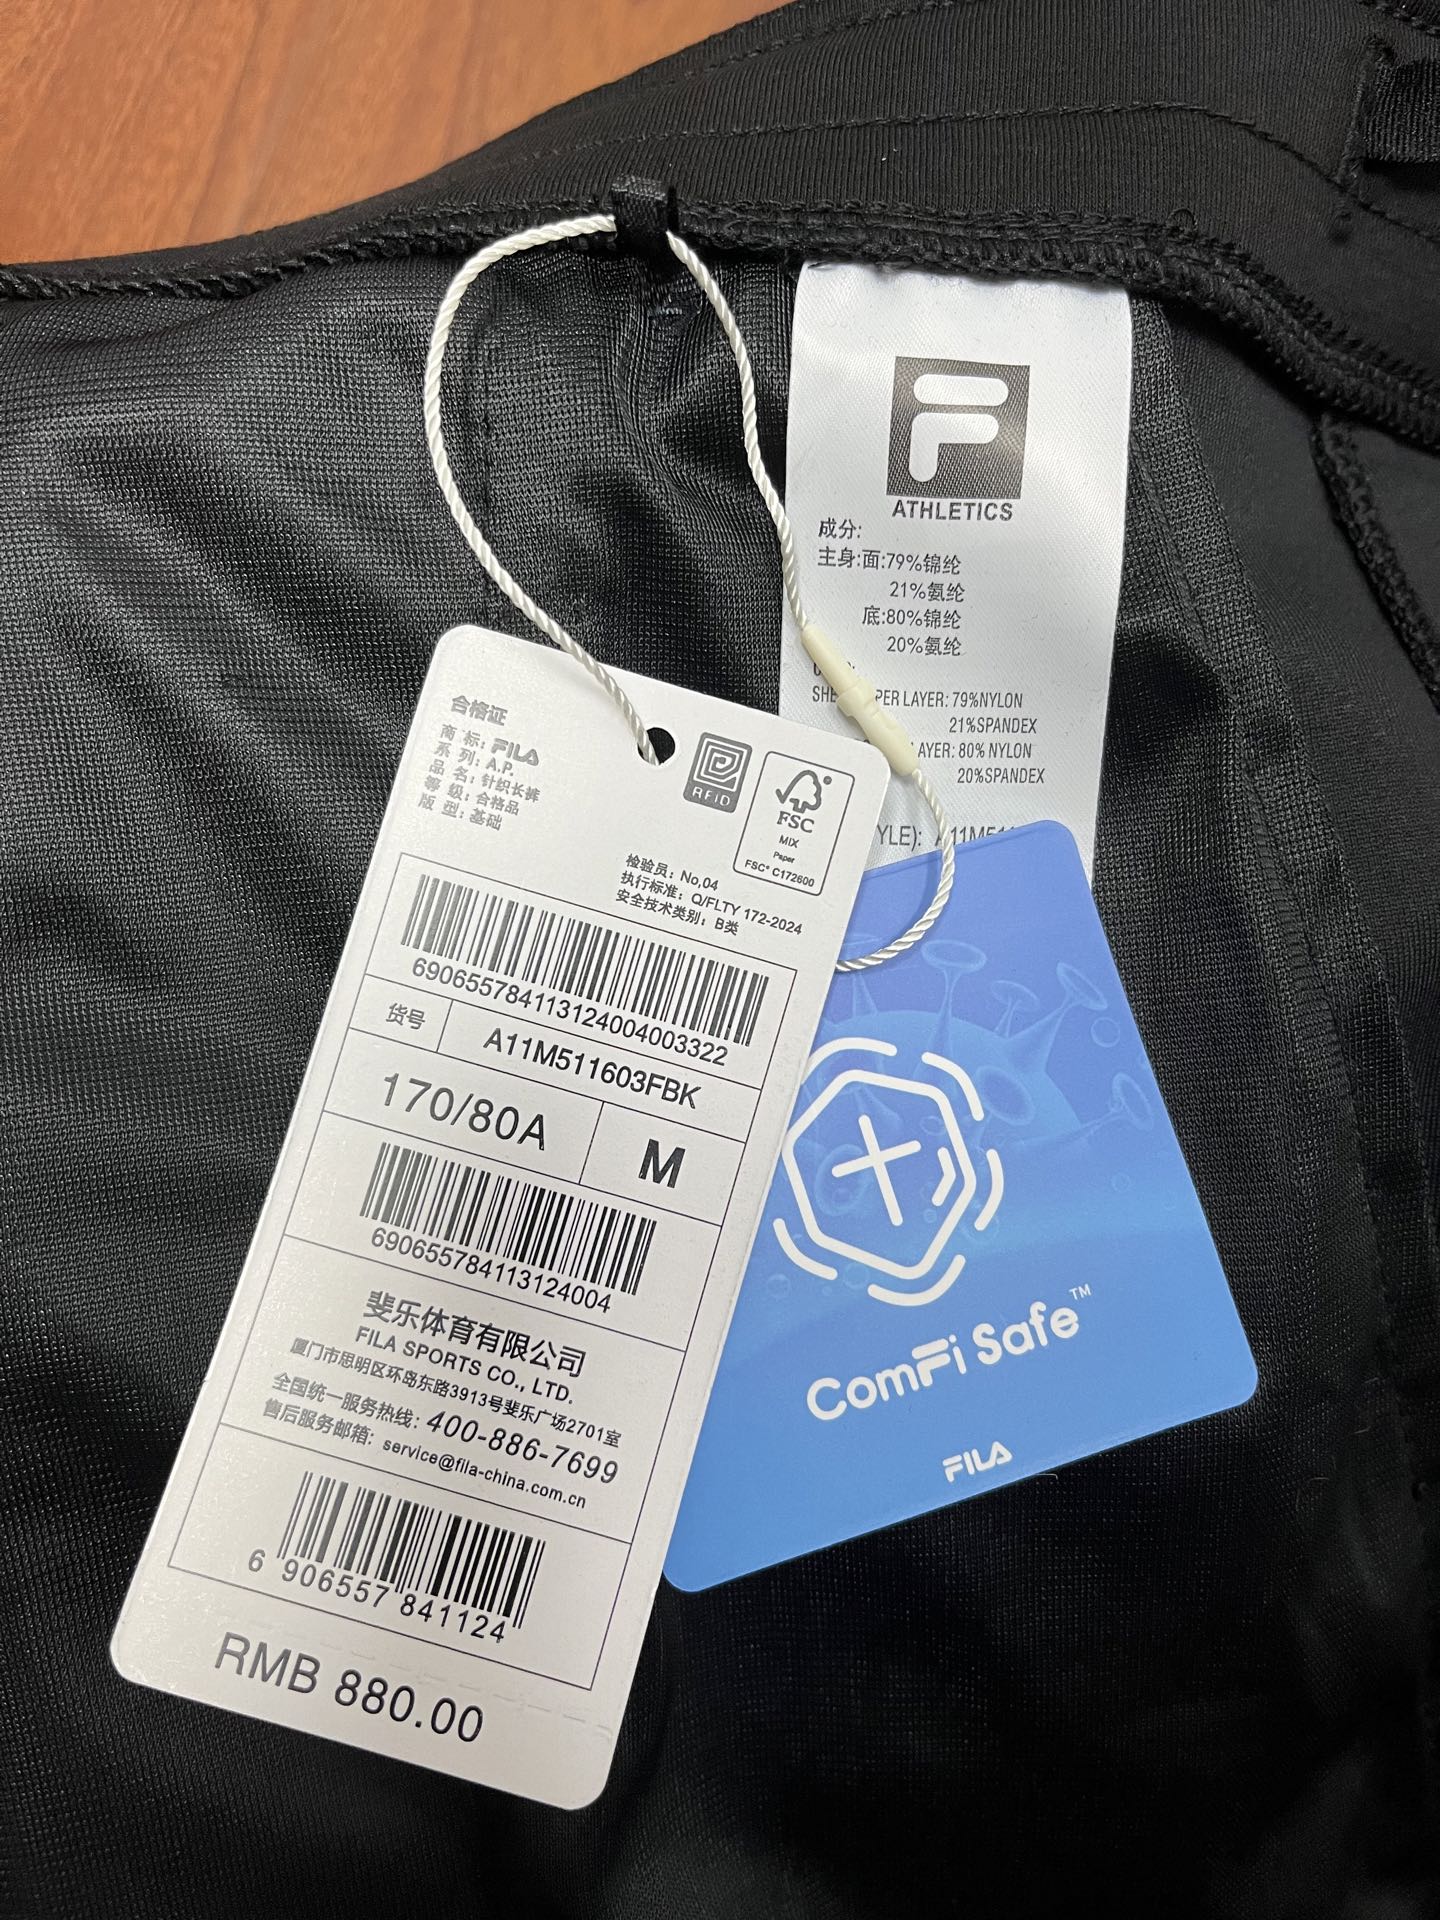 F
ATHLETICS
成分:
主身:面:79%锦纶
21%氨纶
底:80%锦纶
20%氨纶
PER LAYER: 79%NYLON
21%SPANDEX
AYER: 80% NYLON
20%SPANDEX
YLE): A11M51
合格证
商 标: FILA
系 列: A.P.
品 名: 针织长裤
等 级: 合格品
版 型: 基础
RFID
FSC
MIX
Paper
FSC® C172600
检验员: No,04
执行标准: Q/FLTY 172-2024
安全技术类别: B类
690655784113124004003322
货号
A11M511603FBK
170/80A
M
690655784113124004
斐乐体育有限公司
FILA SPORTS CO., LTD.
厦门市思明区环岛东路3913号斐乐广场2701室
全国统一服务热线: 400-886-7699
售后服务邮箱: service@fila-china.com.cn
6 906557 841124
RMB 880.00
ComFi Safe™
FILA